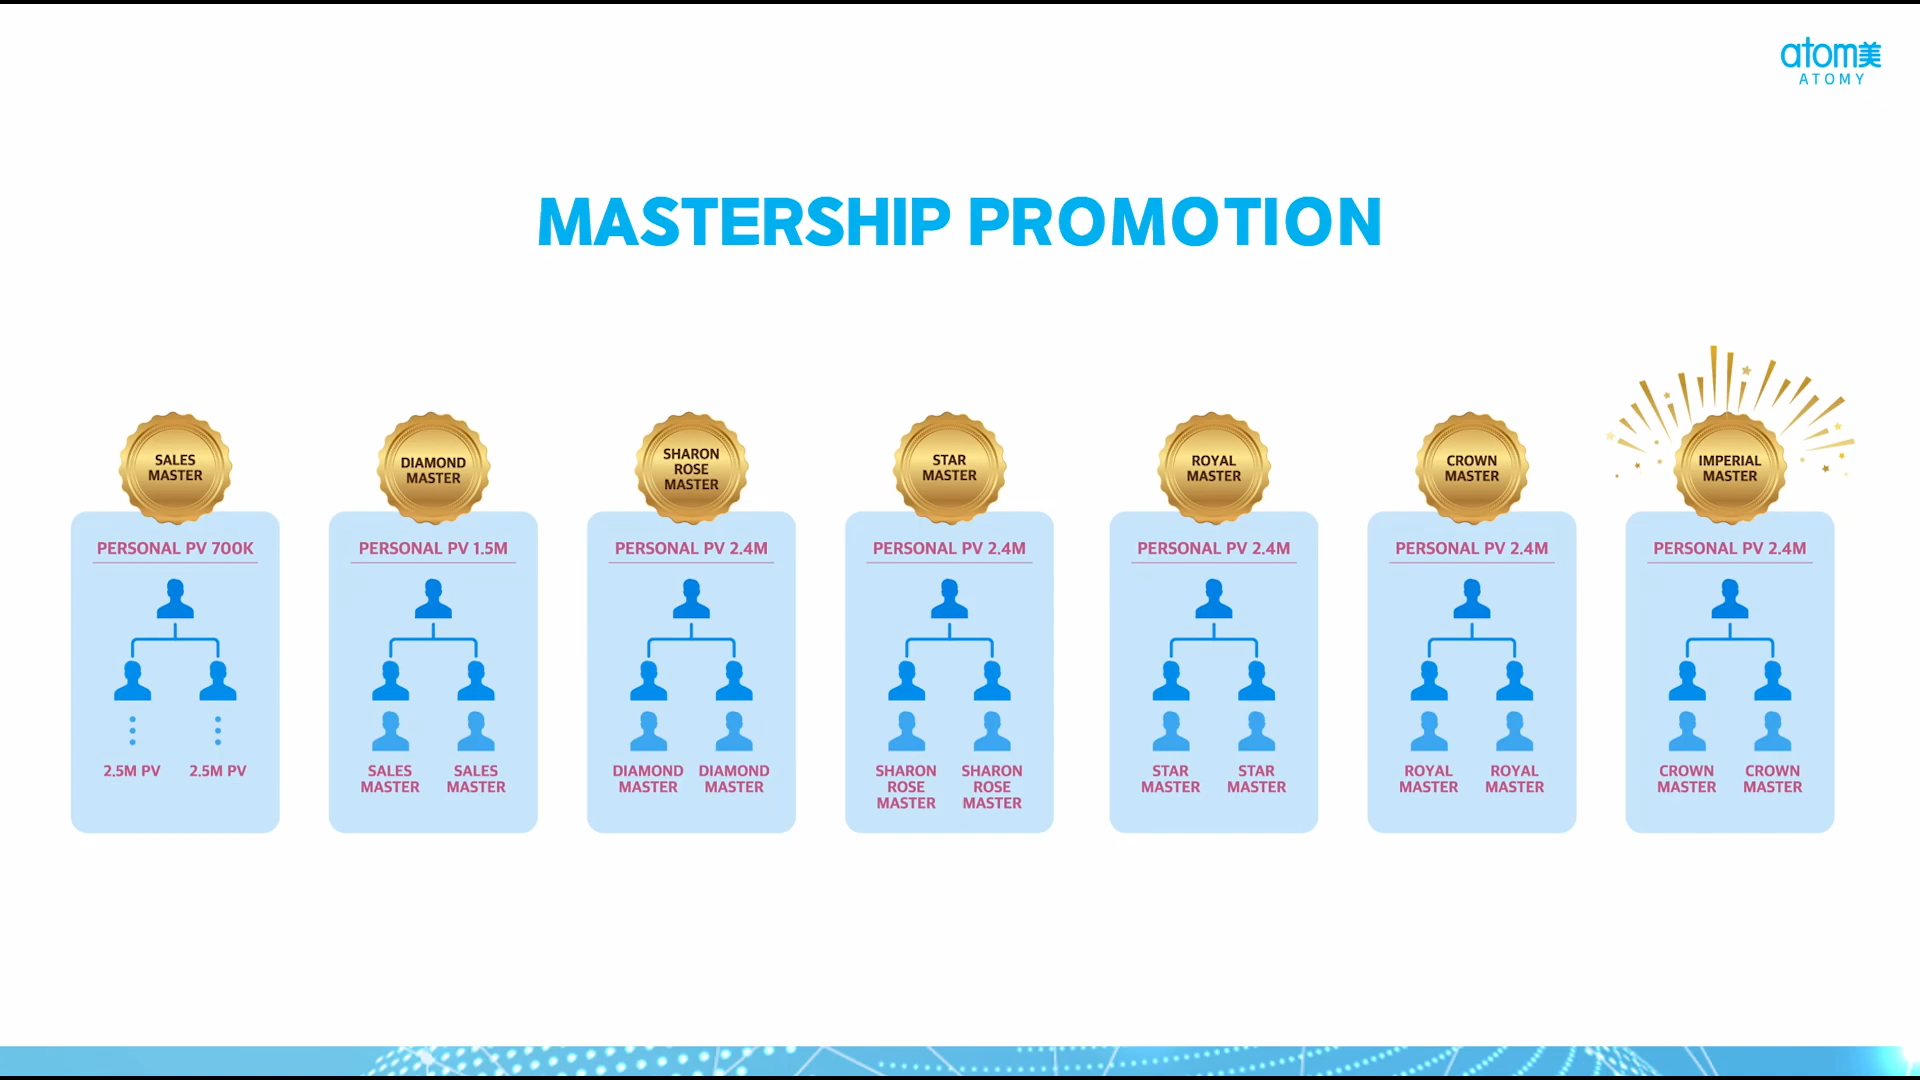 atom美
ATOMY
MASTERSHIP PROMOTION
SALES
MASTER
PERSONAL PV 700K
2.5M PV 2.5M PV
DIAMOND
MASTER
PERSONAL PV 1.5M
SALES
MASTER
SALES
MASTER
SHARON
ROSE
MASTER
PERSONAL PV 2.4M
DIAMOND
MASTER
DIAMOND
MASTER
STAR
MASTER
PERSONAL PV 2.4M
SHARON
ROSE
MASTER
SHARON
ROSE
MASTER
ROYAL
MASTER
PERSONAL PV 2.4M
STAR
MASTER
STAR
MASTER
CROWN
MASTER
PERSONAL PV 2.4M
ROYAL
MASTER
ROYAL
MASTER
IMPERIAL
MASTER
PERSONAL PV 2.4M
CROWN
MASTER
CROWN
MASTER